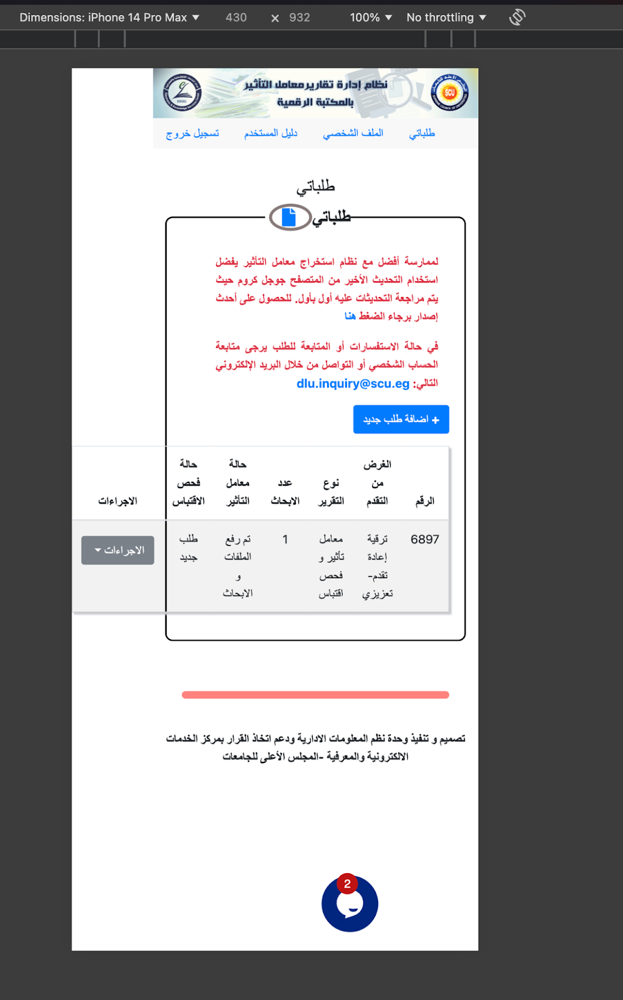 Dimensions: iPhone 14 Pro Max ▼ 430 × 932 100% ▼ No throttling ▼
نظام إدارة تقارير معامل التأثير
بالمكتبة الرقمية
SCU
طلباتي الملف الشخصي دليل المستخدم تسجيل خروج
طلباتي
طلباتي
لممارسة أفضل مع نظام استخراج معامل التأثير يفضل
استخدام التحديث الأخير من المتصفح جوجل كروم حيث
يتم مراجعة التحديثات عليه أول بأول. للحصول على أحدث
إصدار برجاء الضغط هنا
في حالة الاستفسارات أو المتابعة للطلب يرجى متابعة
الحساب الشخصي أو التواصل من خلال البريد الإلكتروني
التالي: dlu.inquiry@scu.eg
+ اضافة طلب جديد
الرقم
الغرض
من
التقدم
نوع
التقرير
عدد
الابحاث
حالة
معامل
التأثير
حالة
فحص
الاقتباس
الاجراءات
6897
ترقية
إعادة
تقدم-
تعزيزي
معامل
تأثير و
فحص
اقتباس
1
تم رفع
الملفات
و
الابحاث
طلب
جديد
الاجراءات
تصميم و تنفيذ وحدة نظم المعلومات الادارية ودعم اتخاذ القرار بمركز الخدمات
الالكترونية والمعرفية -المجلس الأعلى للجامعات
2